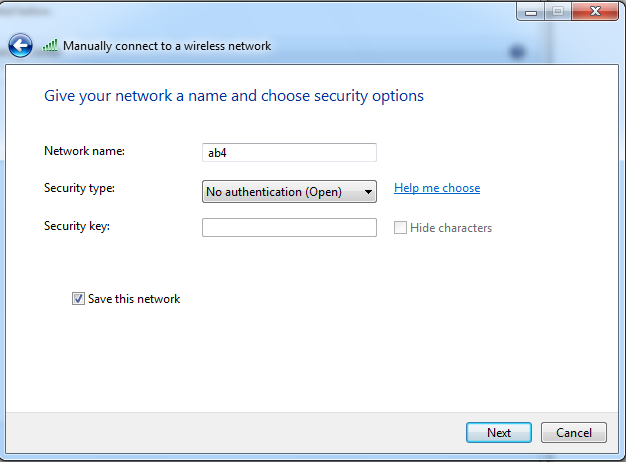 Manually connect to a wireless network
Give your network a name and choose security options
Network name: ab4
Security type: No authentication (Open) Help me choose
Security key: Hide characters
Save this network
Next Cancel